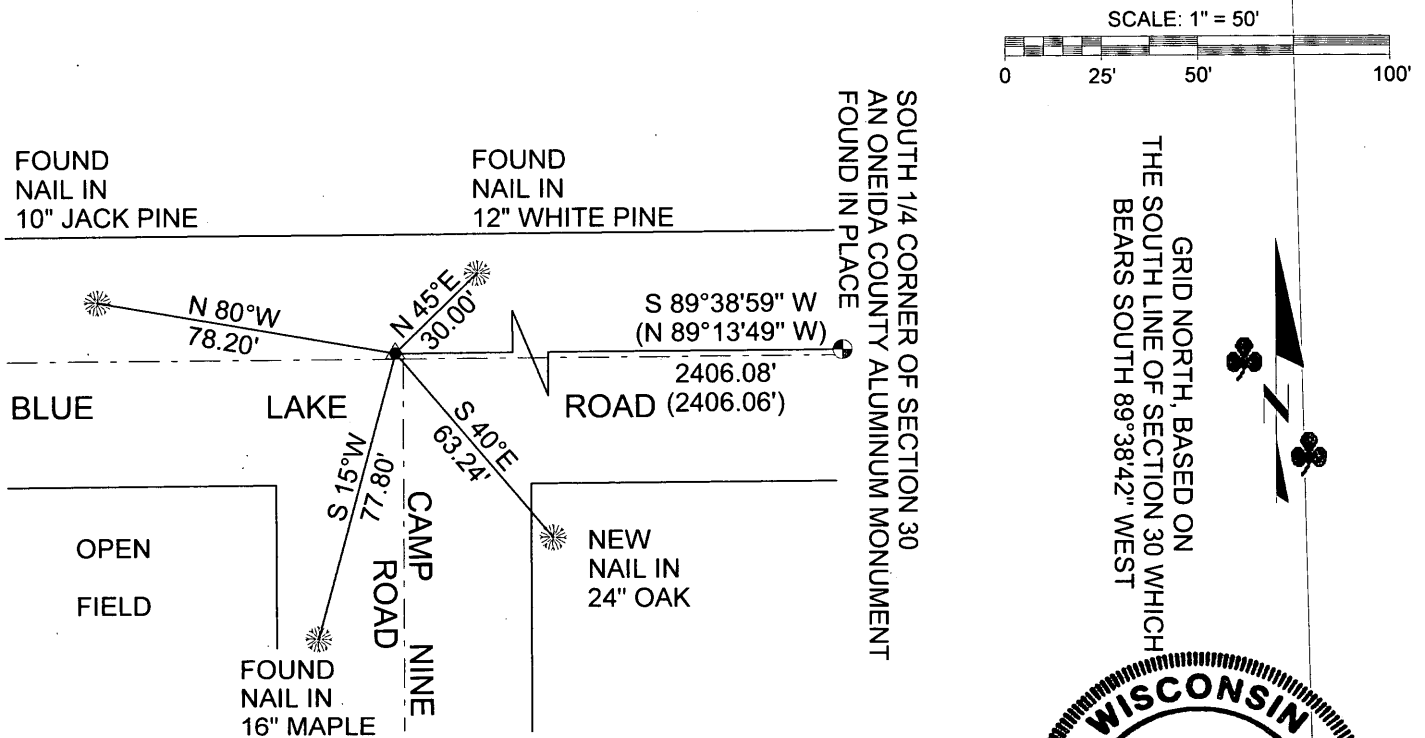 SCALE: 1" = 50'
0 25' 50' 100'
FOUND
NAIL IN
10" JACK PINE
FOUND
NAIL IN
12" WHITE PINE
SOUTH 1/4 CORNER OF SECTION 30
AN ONEIDA COUNTY ALUMINUM MONUMENT
FOUND IN PLACE
GRID NORTH, BASED ON
THE SOUTH LINE OF SECTION 30 WHICH
BEARS SOUTH 89°38'42" WEST
N 80°W
78.20'
N 45°E
30.00'
S 89°38'59" W
(N 89°13'49" W)
2406.08'
(2406.06')
BLUE LAKE ROAD
S 15°W
77.80'
S 40°E
63.24'
CAMP NINE
ROAD
OPEN
FIELD
NEW
NAIL IN
24" OAK
FOUND
NAIL IN
16" MAPLE
WISCONSIN